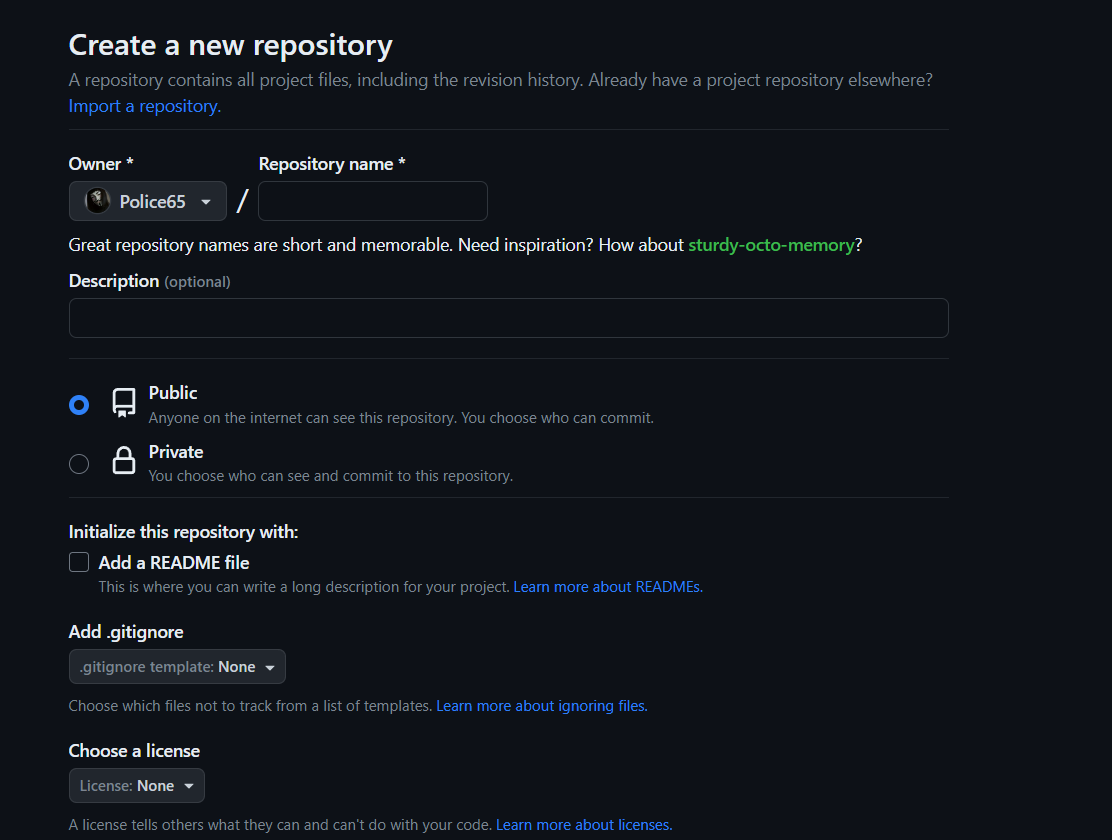 Create a new repository
A repository contains all project files, including the revision history. Already have a project repository elsewhere?
Import a repository.
Owner * Repository name *
Police65 /
Great repository names are short and memorable. Need inspiration? How about sturdy-octo-memory?
Description (optional)
Public
Anyone on the internet can see this repository. You choose who can commit.
Private
You choose who can see and commit to this repository.
Initialize this repository with:
Add a README file
This is where you can write a long description for your project. Learn more about READMEs.
Add .gitignore
.gitignore template: None
Choose which files not to track from a list of templates. Learn more about ignoring files.
Choose a license
License: None
A license tells others what they can and can't do with your code. Learn more about licenses.